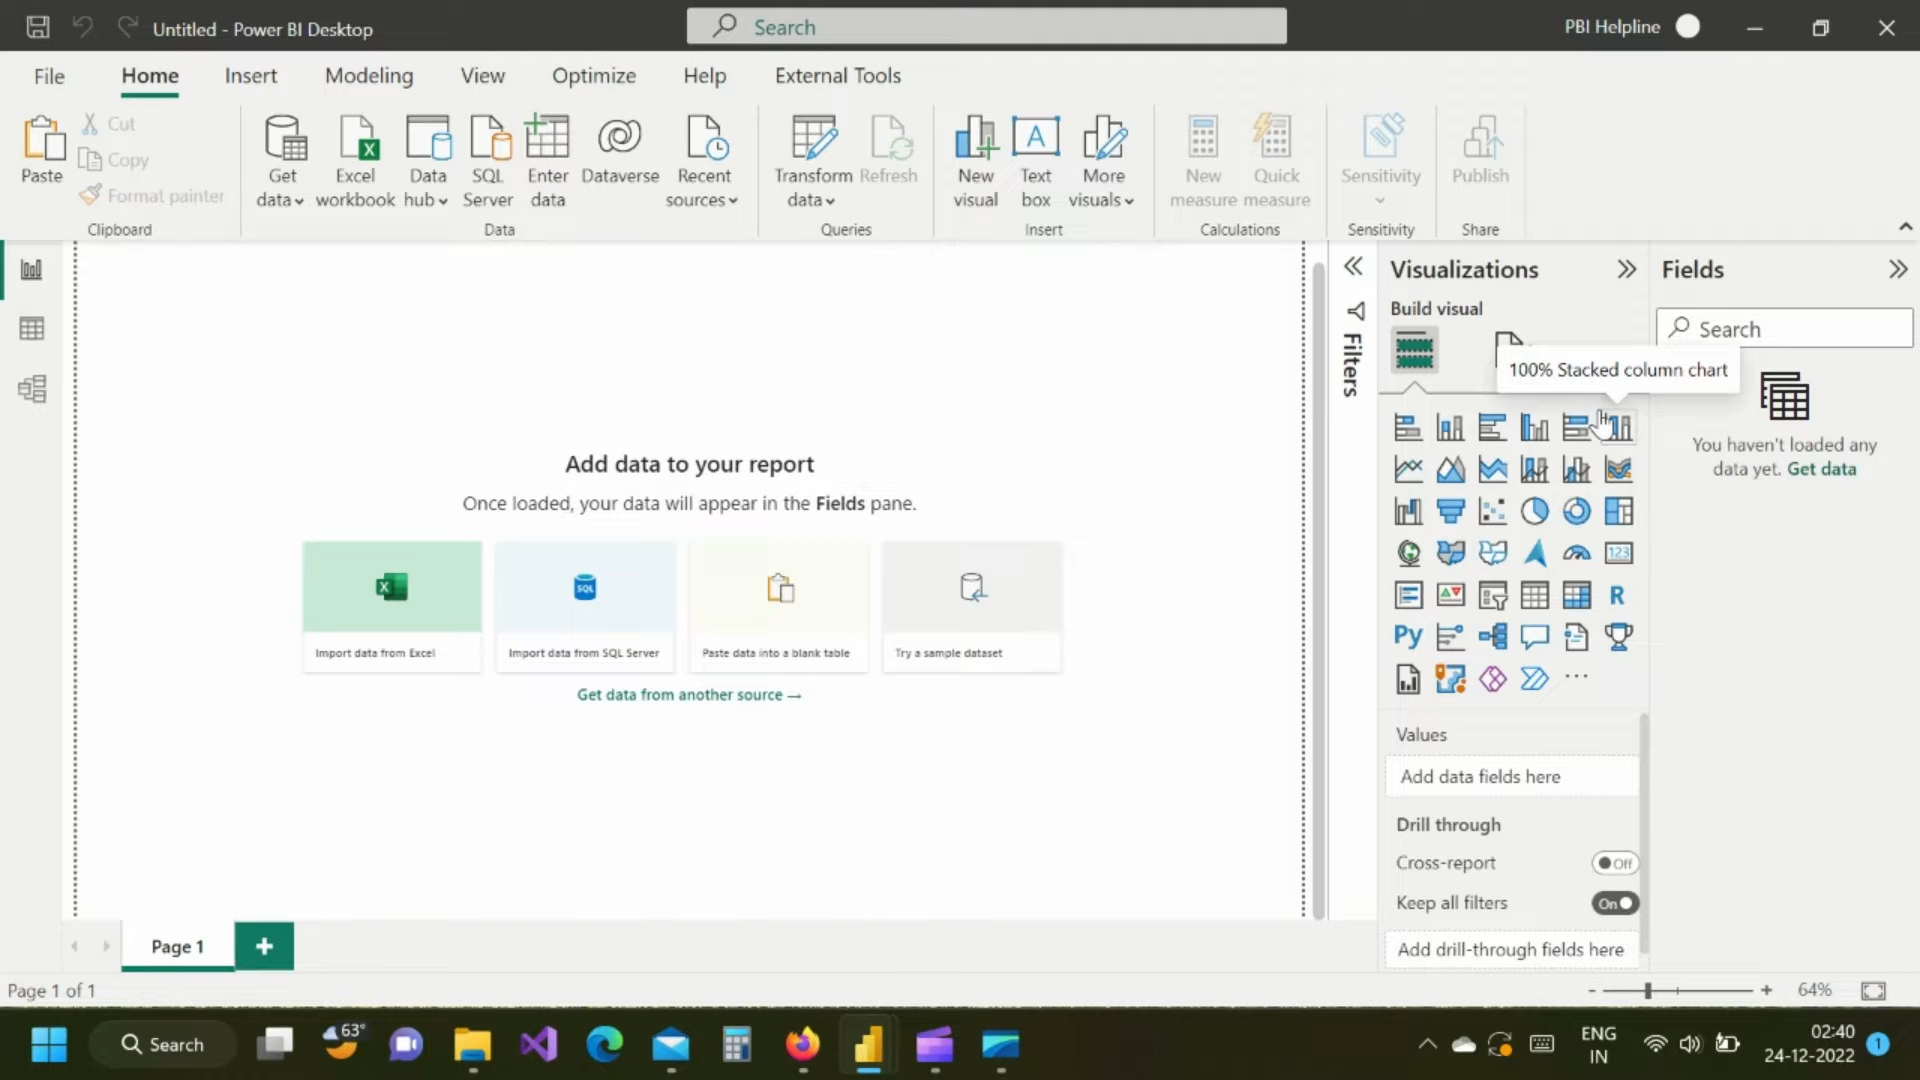 Untitled - Power BI Desktop
Search
PBI Helpline
File Home Insert Modeling View Optimize Help External Tools
Paste
Cut
Copy
Format painter
Clipboard
Get data
Excel workbook
Data hub
SQL Server
Enter data
Dataverse
Recent sources
Data
Transform data
Refresh
Queries
New visual
Text box
More visuals
Insert
New measure
Quick measure
Calculations
Sensitivity
Sensitivity
Publish
Share
Filters
Visualizations
Build visual
100% Stacked column chart
123
R
Py
Values
Add data fields here
Drill through
Cross-report
Off
Keep all filters
On
Add drill-through fields here
Fields
Search
You haven't loaded any
data yet. Get data
Add data to your report
Once loaded, your data will appear in the Fields pane.
SQL
Import data from Excel
Import data from SQL Server
Paste data into a blank table
Try a sample dataset
Get data from another source →
Page 1
Page 1 of 1
64%
Search
63°
ENG
IN
02:40
24-12-2022
1